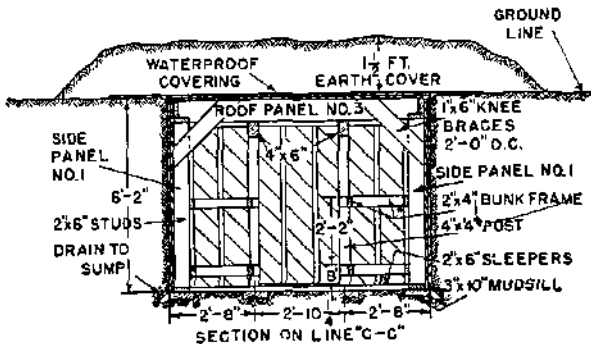 GROUND
LINE
WATERPROOF
COVERING
1½ FT.
EARTH COVER
ROOF PANEL NO.3
1"x6" KNEE
BRACES
2'-0" O.C.
SIDE
PANEL
NO.1
4"x6"
SIDE PANEL NO.1
6'-2"
2"x4" BUNK FRAME
2"x6" STUDS
2'-2"
4"x4" POST
DRAIN TO
SUMP
8"
2"x6" SLEEPERS
3"x10" MUDSILL
2'-8"
2'-10¼"
2'-8"
SECTION ON LINE "C-C"